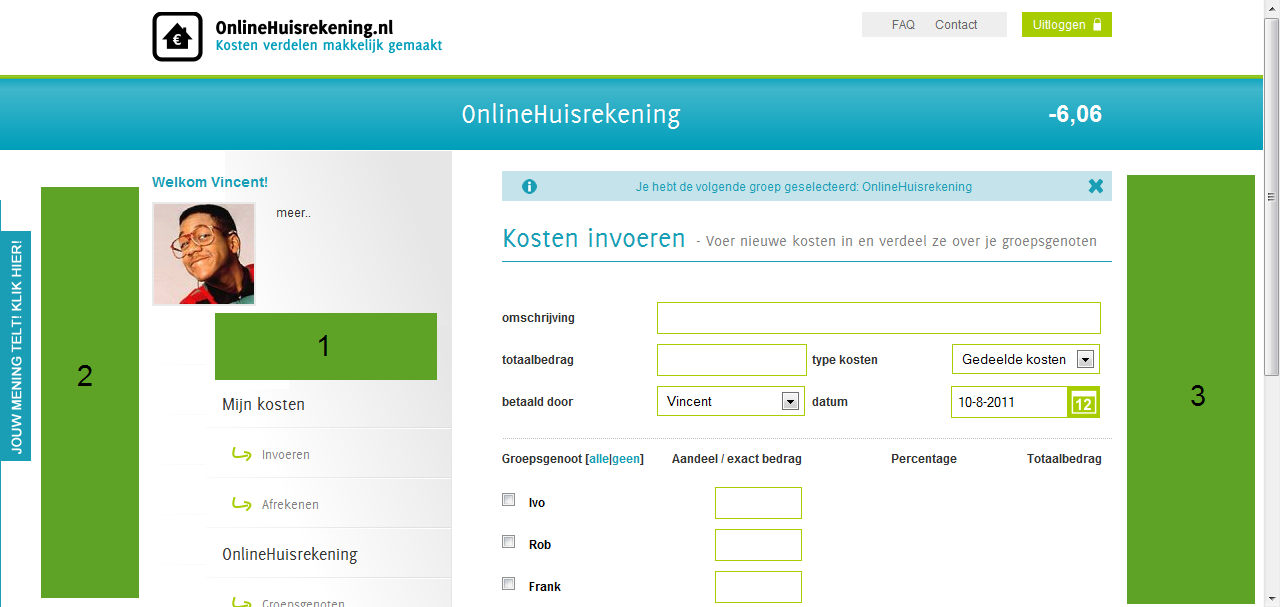 OnlineHuisrekening.nl
Kosten verdelen makkelijk gemaakt
FAQ Contact Uitloggen
OnlineHuisrekening -6,06
Welkom Vincent!
meer..
JOUW MENING TELT! KLIK HIER!
2
1
Mijn kosten
Invoeren
Afrekenen
OnlineHuisrekening
Groepsgenoten
Je hebt de volgende groep geselecteerd: OnlineHuisrekening
Kosten invoeren - Voer nieuwe kosten in en verdeel ze over je groepsgenoten
omschrijving
totaalbedrag type kosten Gedeelde kosten
betaald door Vincent datum 10-8-2011 12
Groepsgenoot [alle|geen] Aandeel / exact bedrag Percentage Totaalbedrag
Ivo
Rob
Frank
3